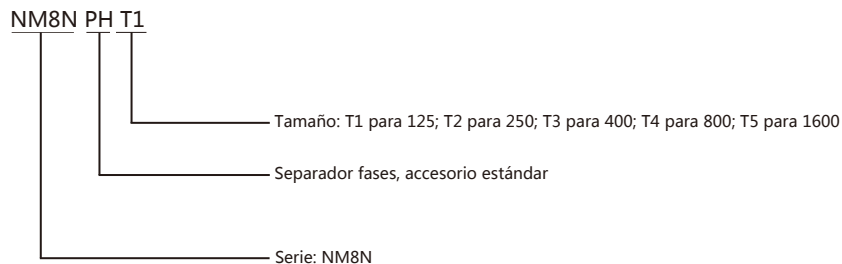 NM8N PH T1
Tamaño: T1 para 125; T2 para 250; T3 para 400; T4 para 800; T5 para 1600
Separador fases, accesorio estándar
Serie: NM8N